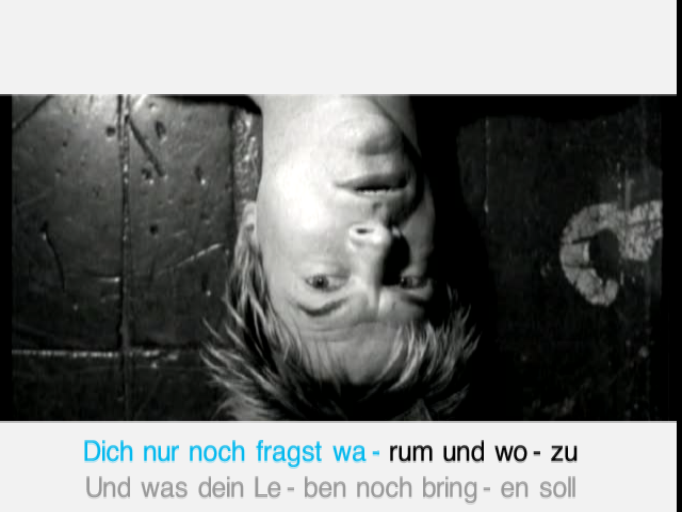 Dich nur noch fragst wa - rum und wo - zu
Und was dein Le - ben noch bring - en soll